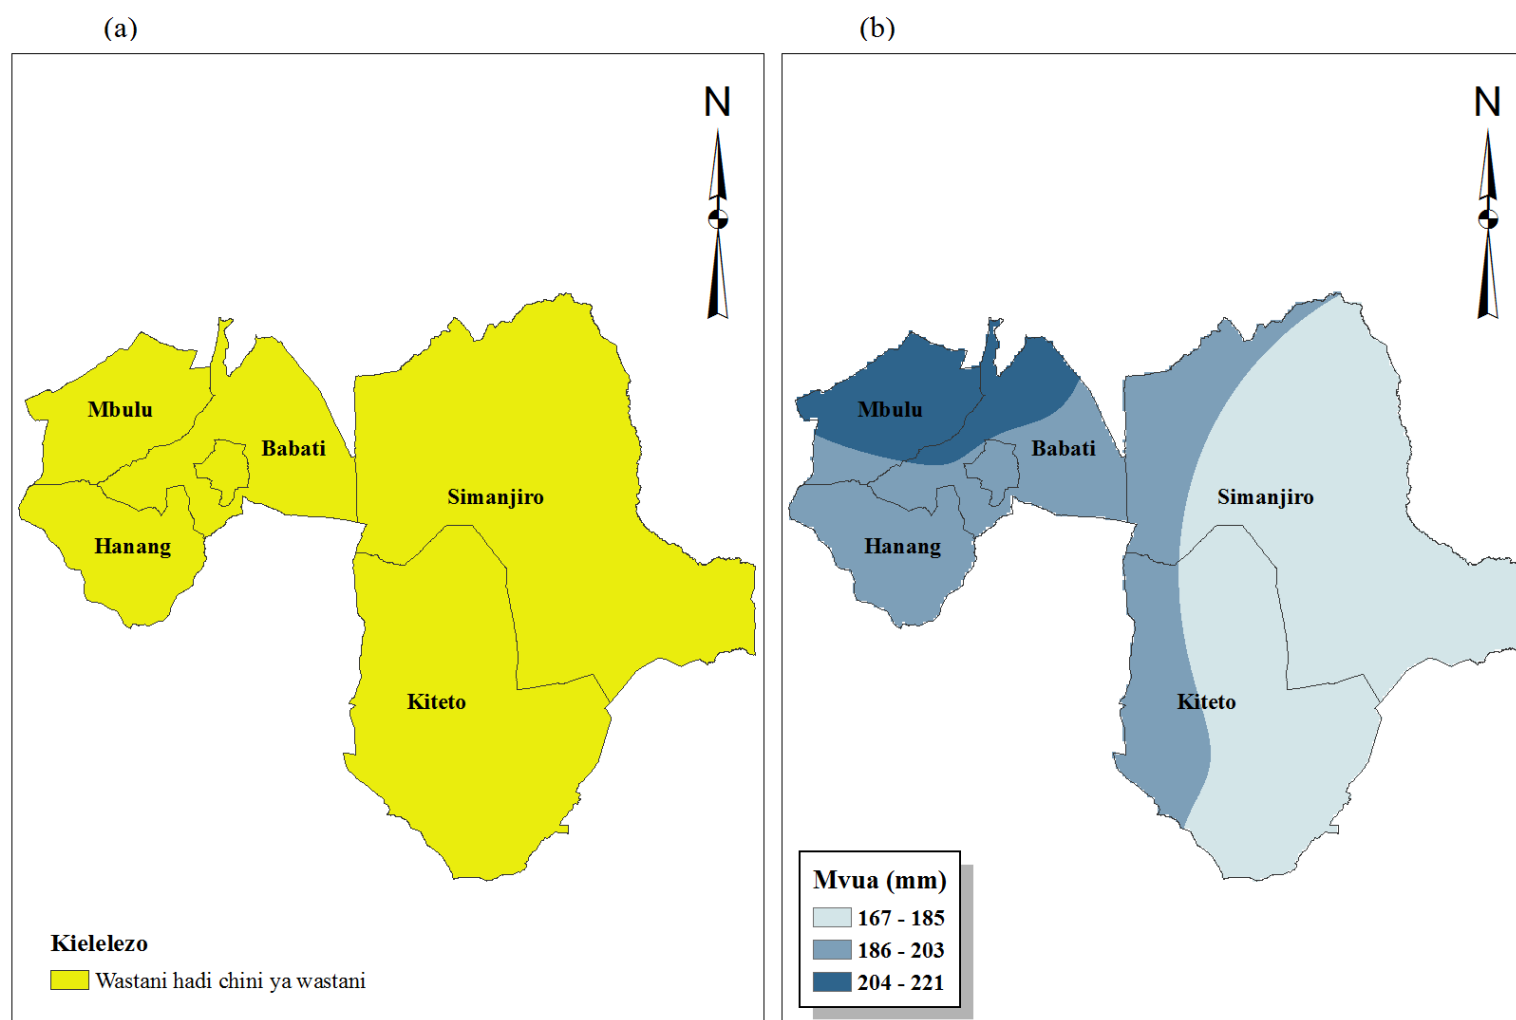 (a)
N
Mbulu
Babati
Simanjiro
Hanang
Kiteto
Kielelezo
Wastani hadi chini ya wastani
(b)
N
Mbulu
Babati
Simanjiro
Hanang
Kiteto
Mvua (mm)
167 - 185
186 - 203
204 - 221